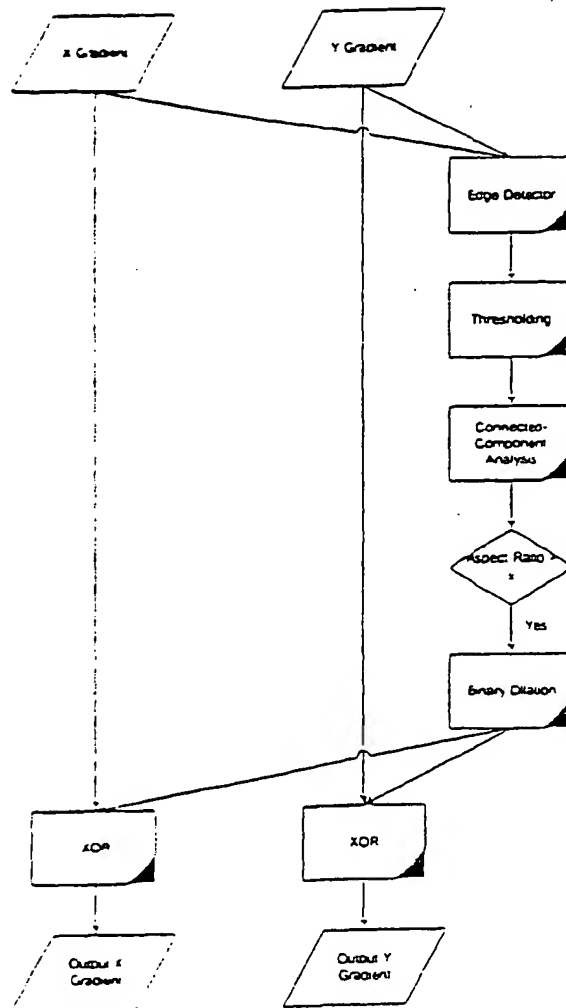 X Gradient
Y Gradient
Edge Detector
Thresholding
Connected-
Component
Analysis
Aspect Ratio >
x
Yes
Binary Dilation
XOR
XOR
Output X
Gradient
Output Y
Gradient